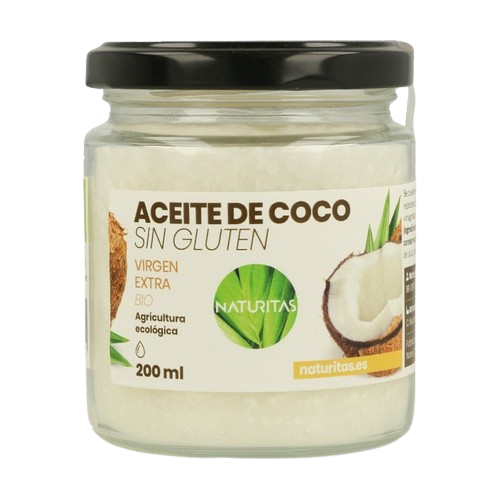 ACEITE DE COCO
SIN GLUTEN
VIRGEN
EXTRA
BIO
Agricultura
ecológica
200 ml
NATURITAS
naturitas.es